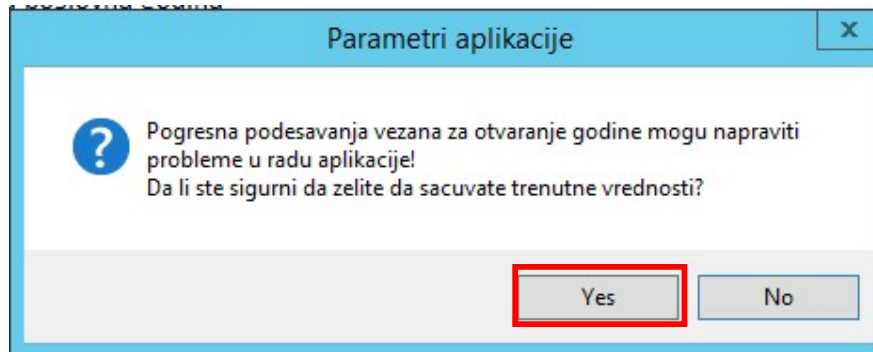 Parametri aplikacije
x
Pogresna podesavanja vezana za otvaranje godine mogu napraviti
probleme u radu aplikacije!
Da li ste sigurni da zelite da sacuvate trenutne vrednosti?
Yes
No